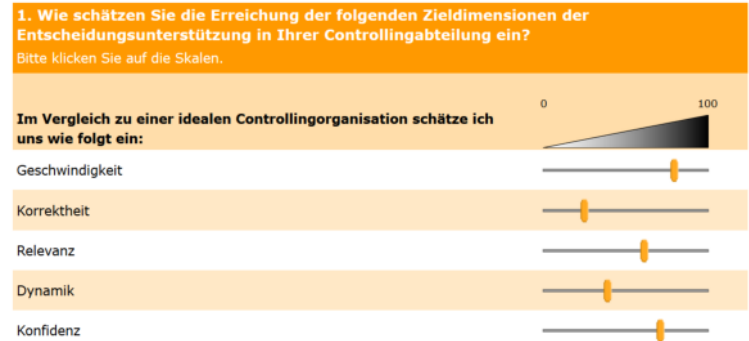 1. Wie schätzen Sie die Erreichung der folgenden Zieldimensionen der
Entscheidungsunterstützung in Ihrer Controllingabteilung ein?
Bitte klicken Sie auf die Skalen.
0 100
Im Vergleich zu einer idealen Controllingorganisation schätze ich
uns wie folgt ein:
Geschwindigkeit
Korrektheit
Relevanz
Dynamik
Konfidenz